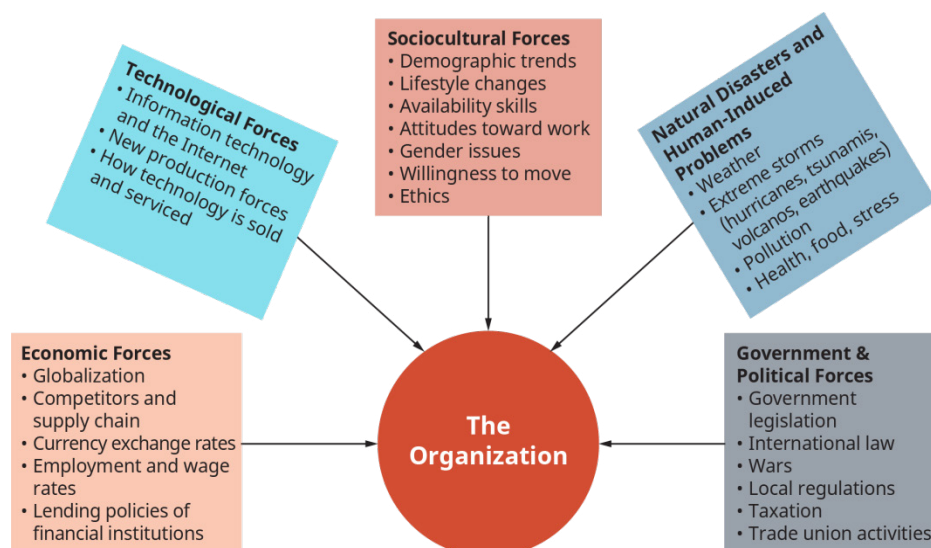 Economic Forces
• Globalization
• Competitors and
supply chain
• Currency exchange rates
• Employment and wage
rates
• Lending policies of
financial institutions
Technological Forces
• Information technology
and the Internet
• New production forces
• How technology is sold
and serviced
Sociocultural Forces
• Demographic trends
• Lifestyle changes
• Availability skills
• Attitudes toward work
• Gender issues
• Willingness to move
• Ethics
Natural Disasters and
Human-Induced
Problems
• Weather
• Extreme storms
(hurricanes, tsunamis,
volcanos, earthquakes)
• Pollution
• Health, food, stress
Government &
Political Forces
• Government
legislation
• International law
• Wars
• Local regulations
• Taxation
• Trade union activities
The
Organization